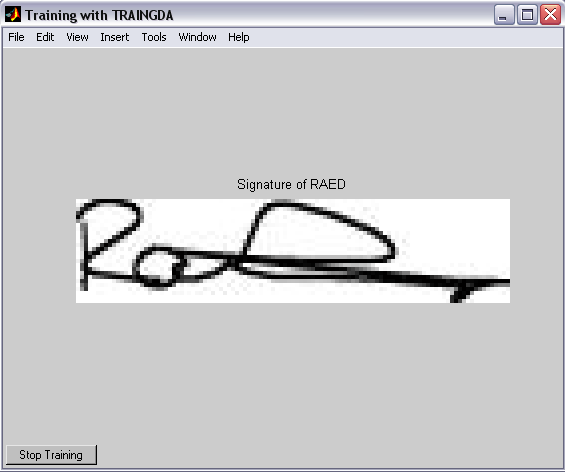 Training with TRAINGDA
File Edit View Insert Tools Window Help
Signature of RAED
Stop Training